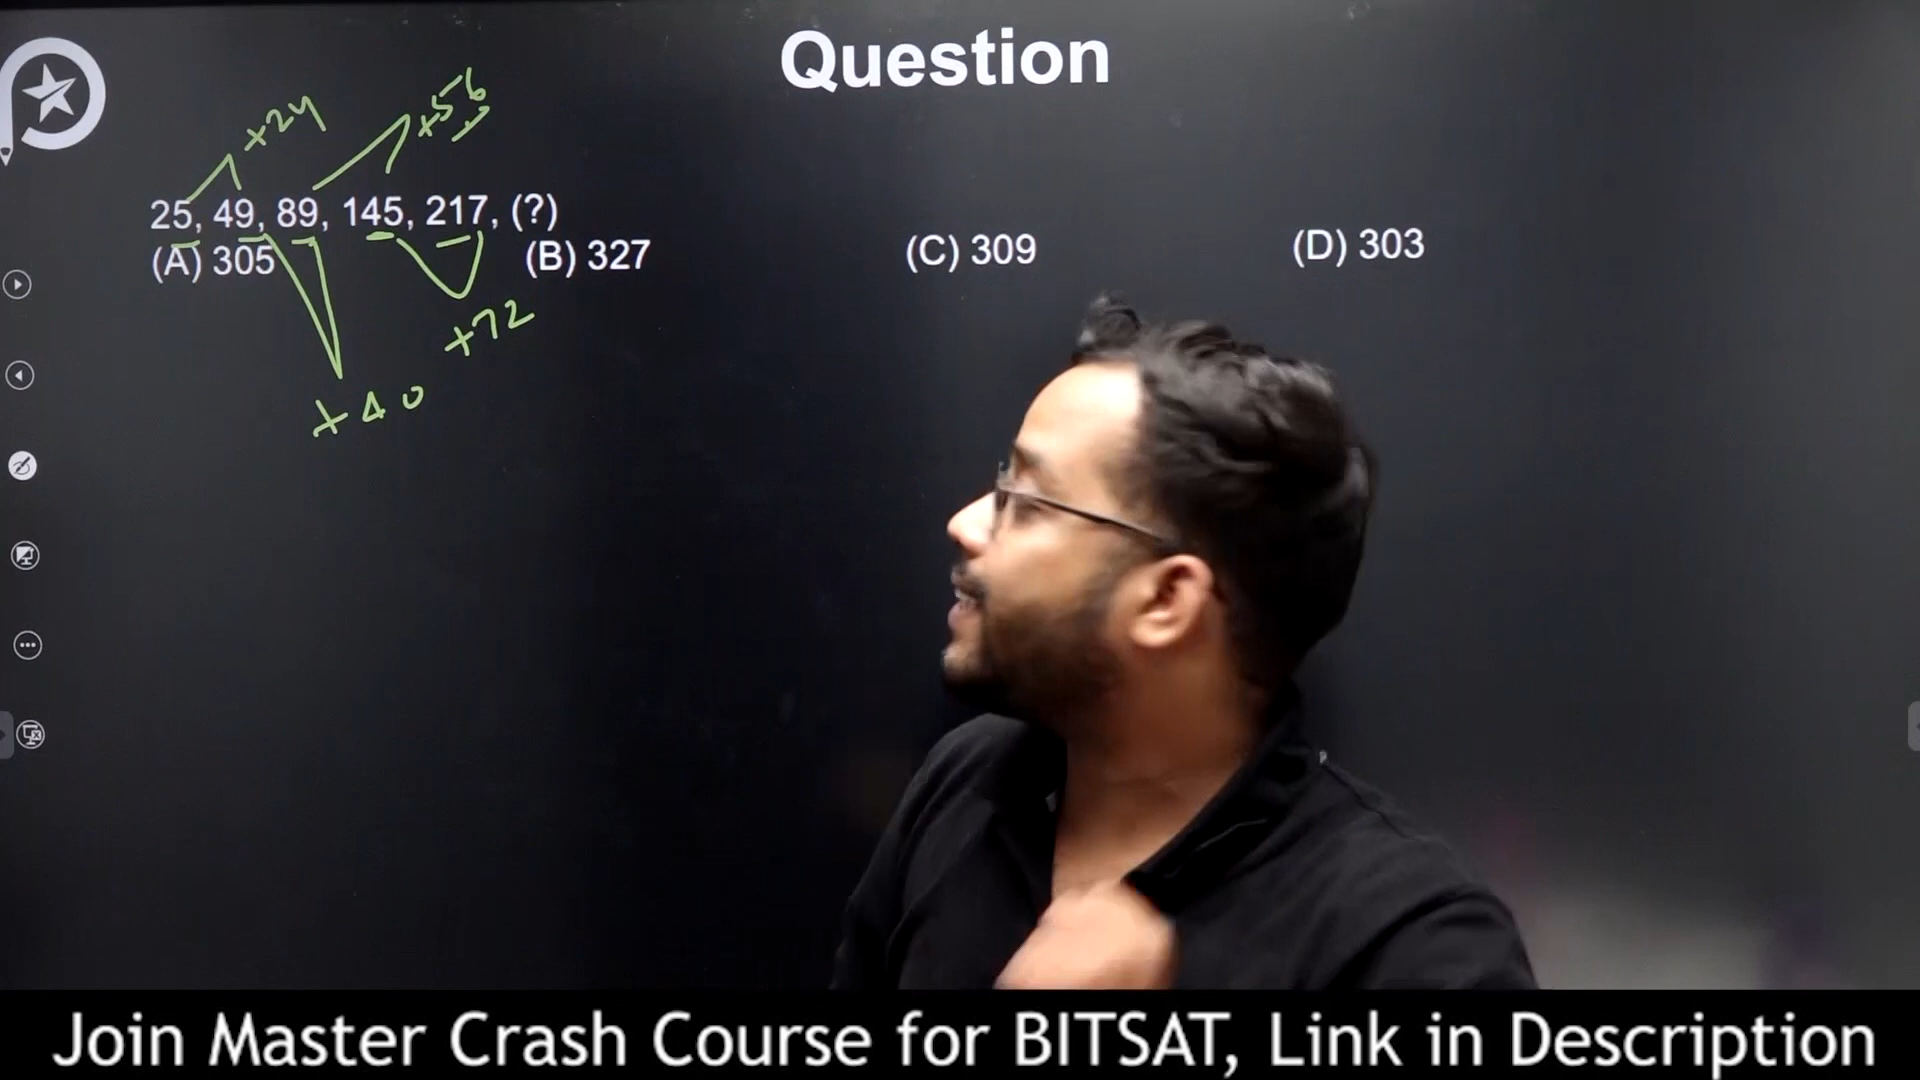 Question
+24
+56
25, 49, 89, 145, 217, (?)
(A) 305 (B) 327 (C) 309 (D) 303
+72
+40
Join Master Crash Course for BITSAT, Link in Description